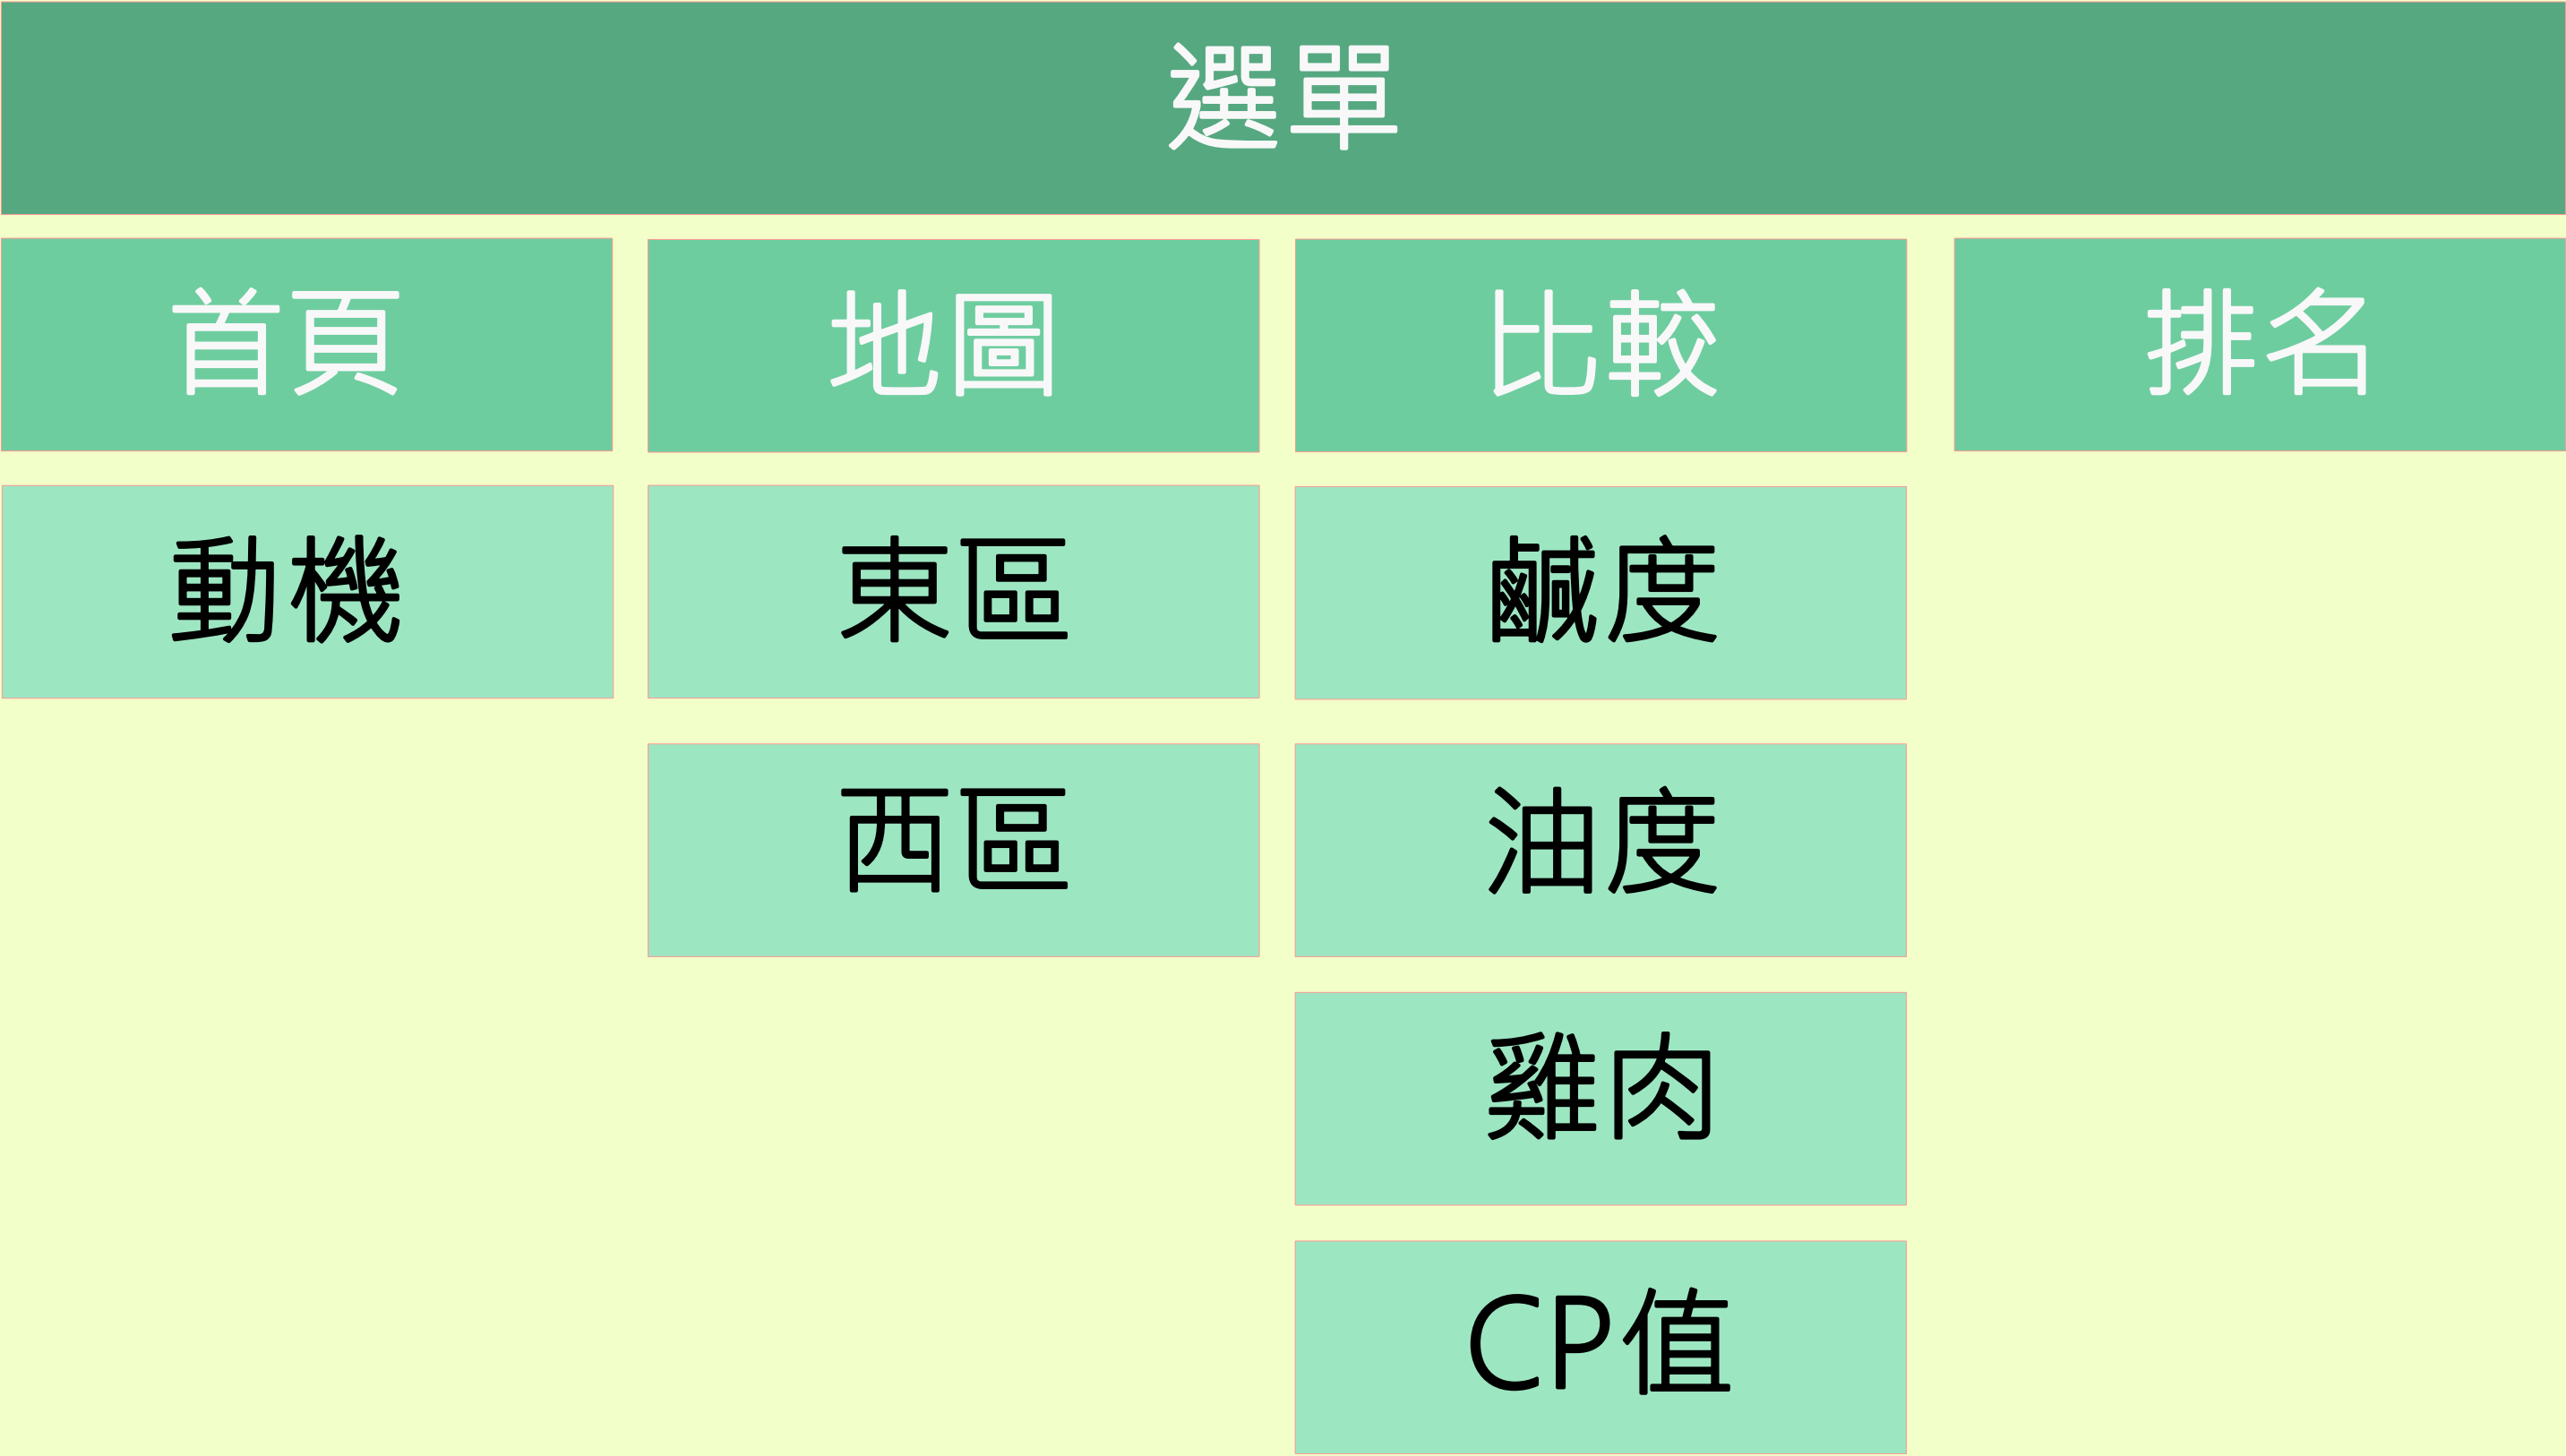 選單
首頁
地圖
比較
排名
動機
東區
鹹度
西區
油度
雞肉
CP值